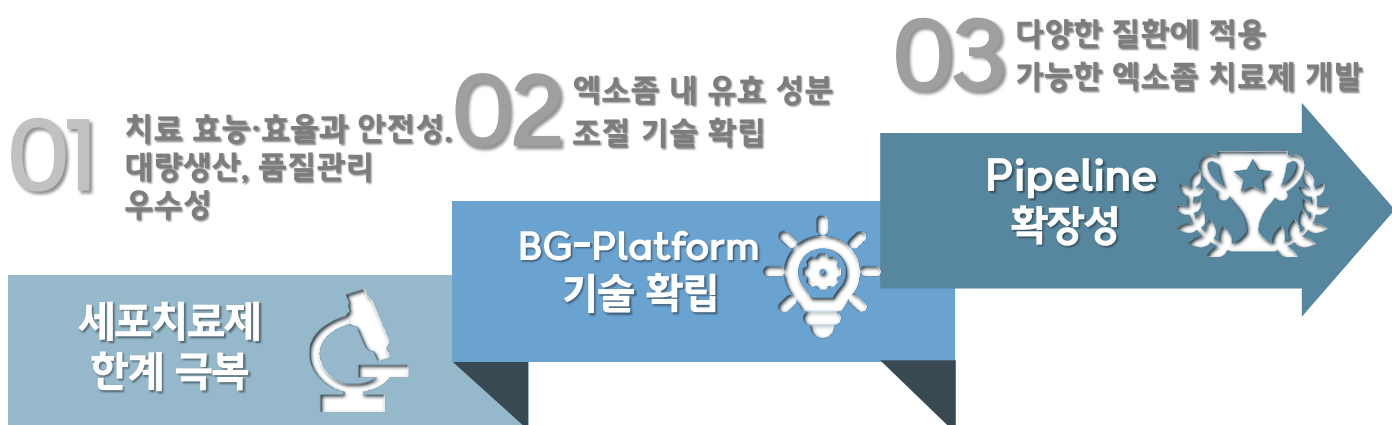 01
치료 효능·효율과 안전성.
대량생산, 품질관리
우수성
세포치료제
한계 극복
02
엑소좀 내 유효 성분
조절 기술 확립
BG-Platform
기술 확립
03
다양한 질환에 적용
가능한 엑소좀 치료제 개발
Pipeline
확장성